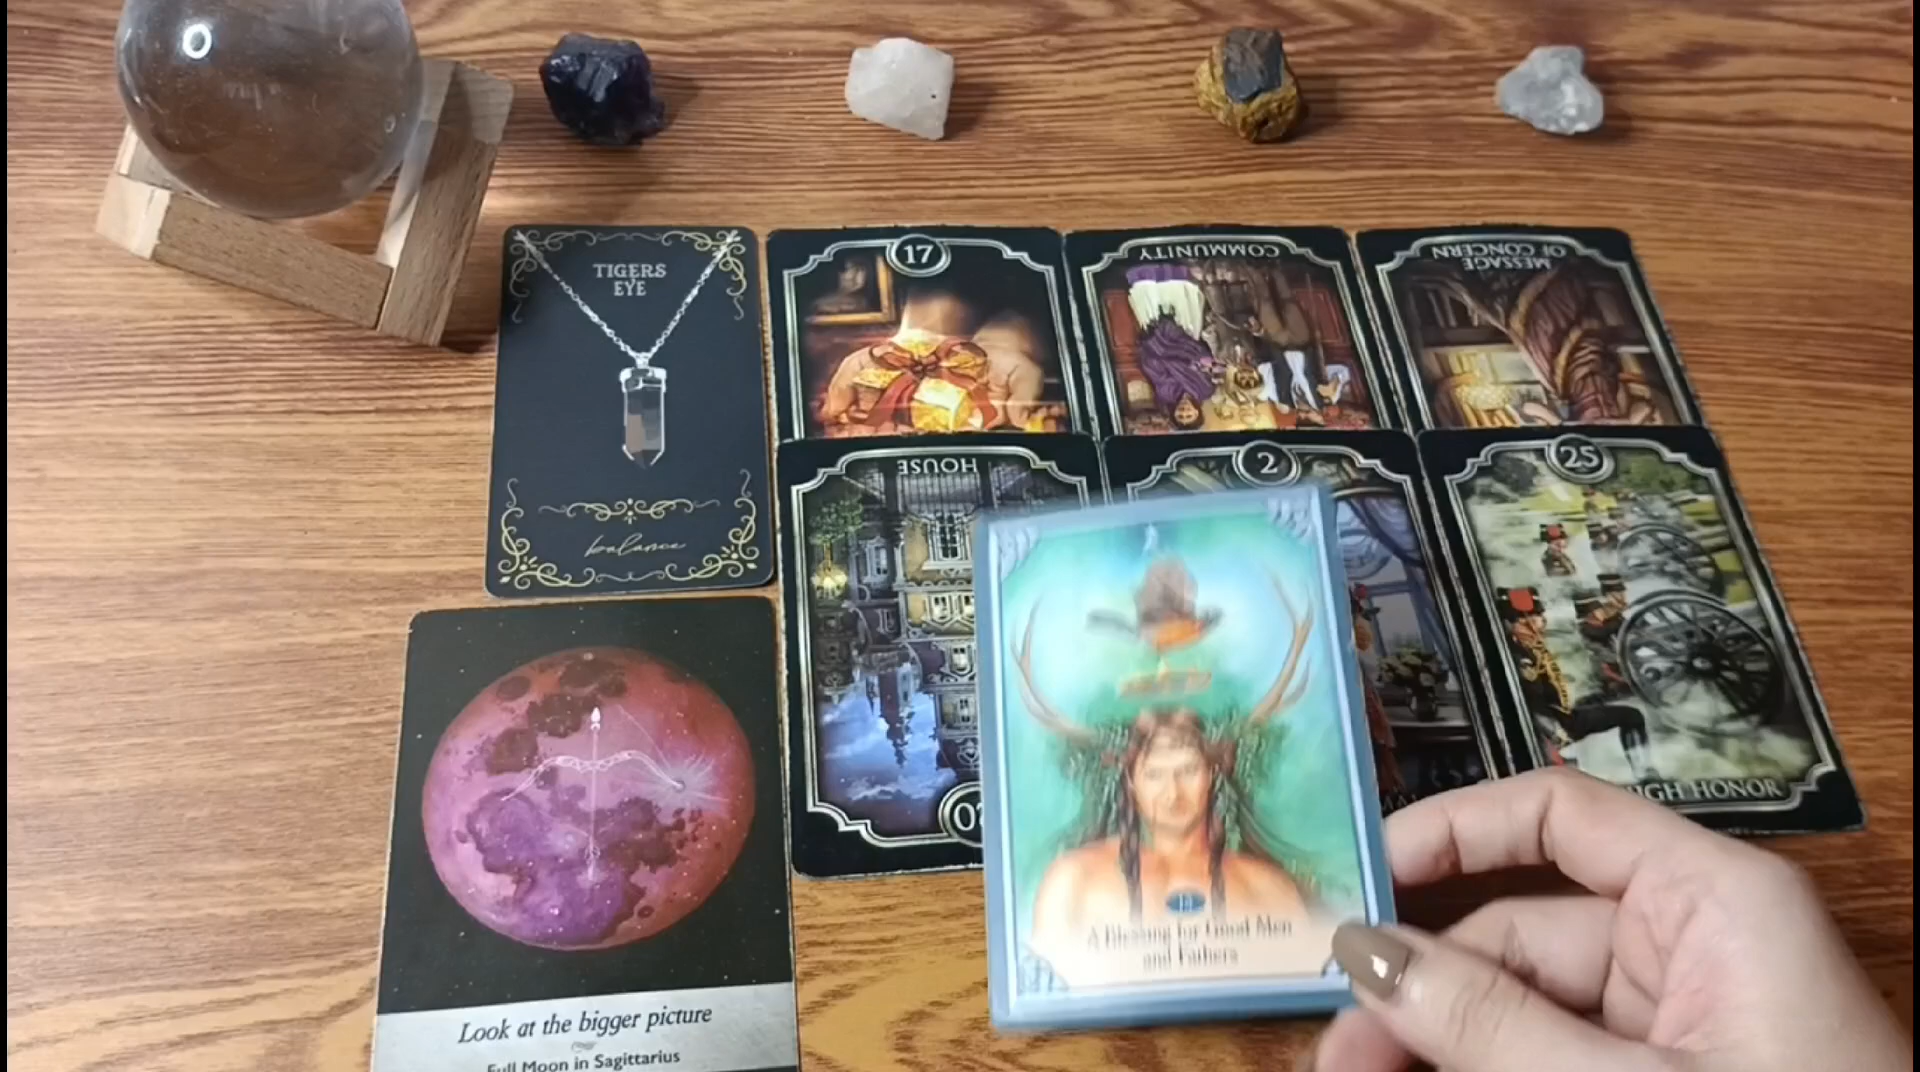 TIGERS
EYE
balance
17
COMMUNITY
MESSAGE
OF CONCERN
HOUSE
2
25
HIGH HONOR
11
A Blessing for Good Men
and Fathers
Look at the bigger picture
Full Moon in Sagittarius